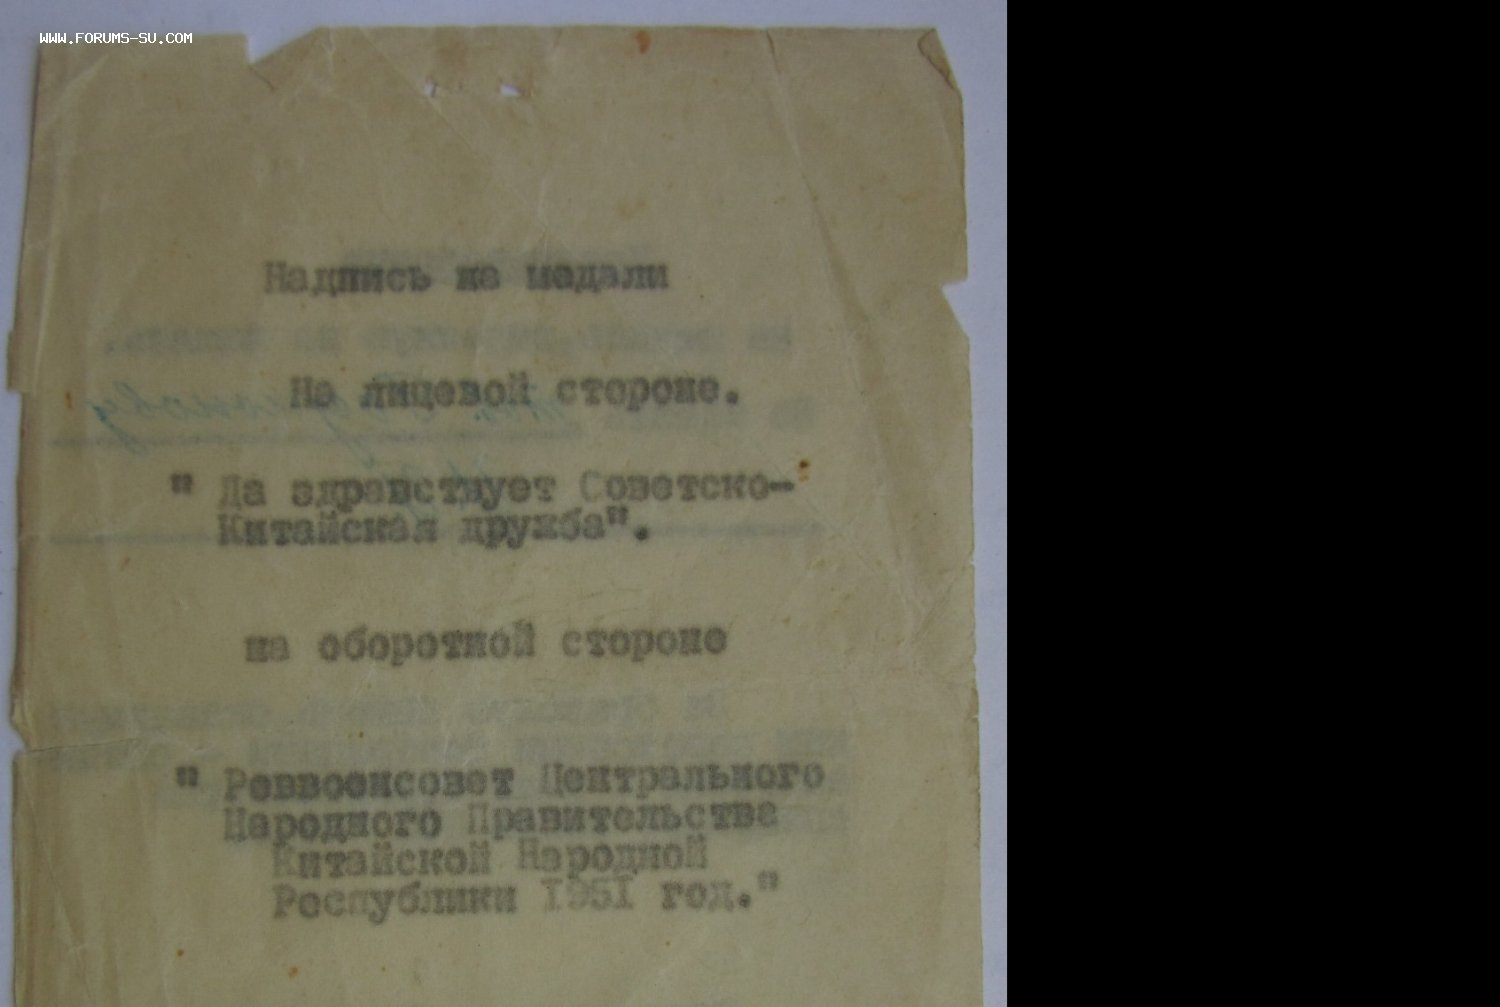 WWW.FORUMS-SU.COM
Надпись на медали
На лицевой стороне.
" Да здравствует Советско-
Китайская дружба".
на оборотной стороне
" Реввоенсовет Центрального
Народного Правительства
Китайской Народной
Республики 1951 год."